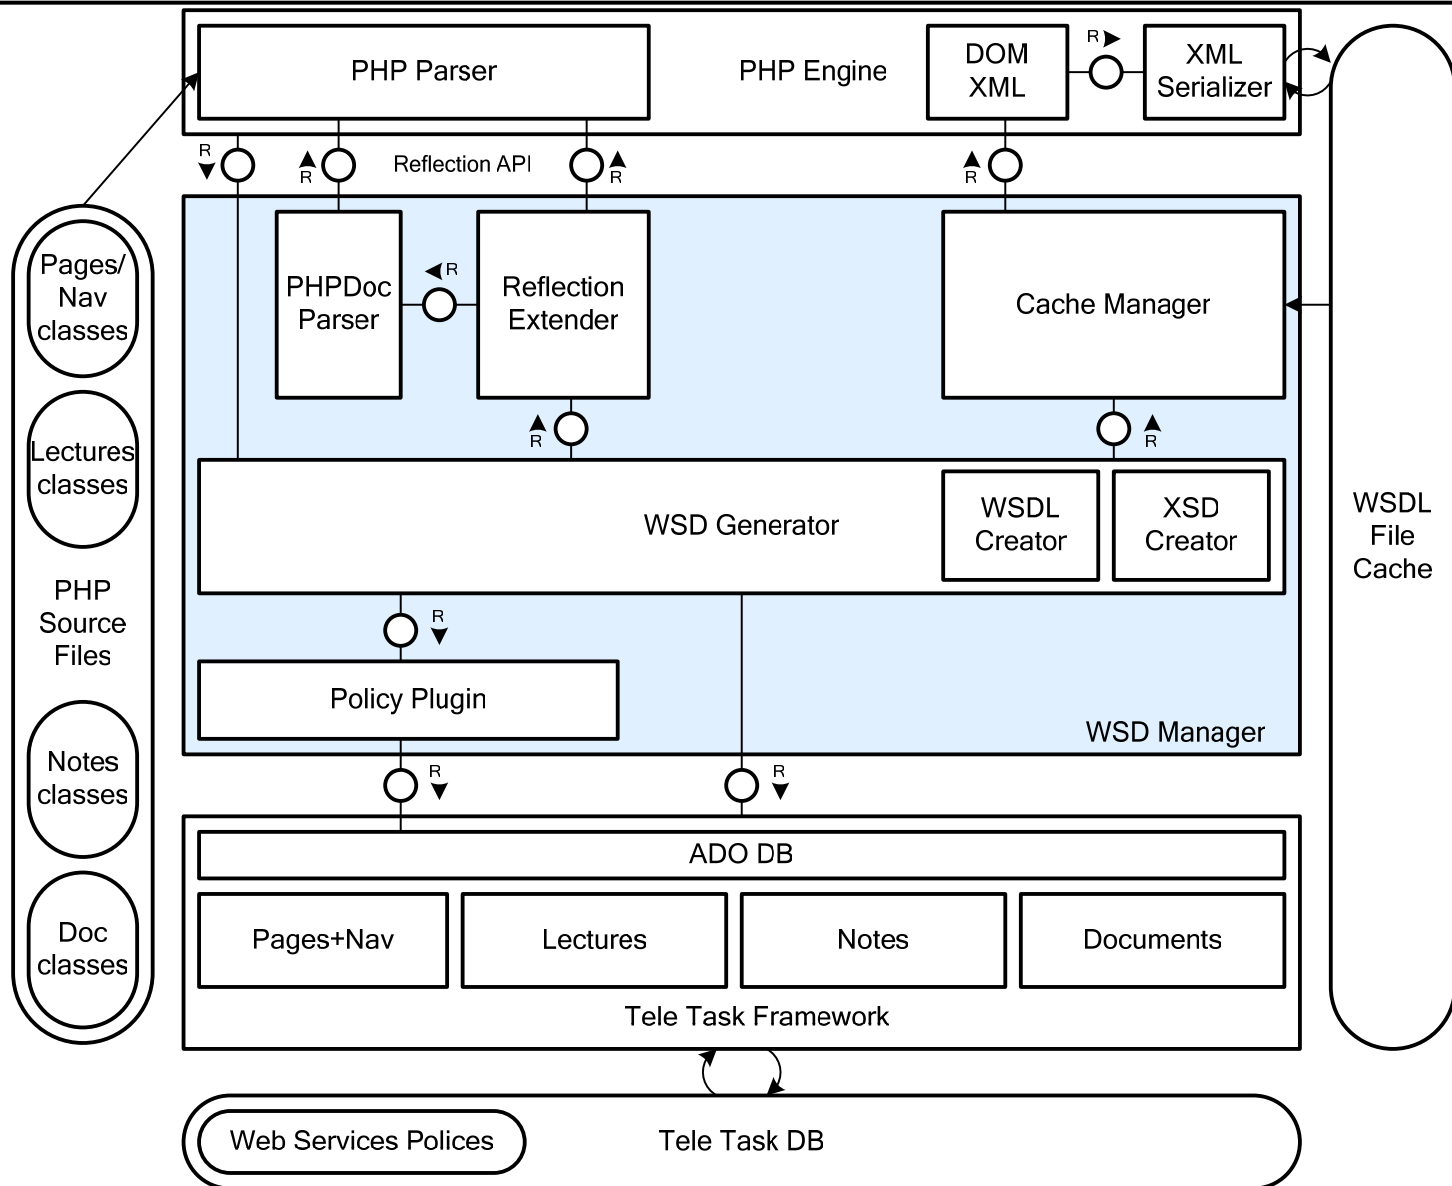 PHP Parser
PHP Engine
DOM
XML
R
XML
Serializer
R
R
Reflection API
R
R
Pages/
Nav
classes
Lectures
classes
PHP
Source
Files
Notes
classes
Doc
classes
PHPDoc
Parser
R
Reflection
Extender
Cache Manager
R
R
WSD Generator
WSDL
Creator
XSD
Creator
WSDL
File
Cache
R
Policy Plugin
WSD Manager
R
R
ADO DB
Pages+Nav
Lectures
Notes
Documents
Tele Task Framework
Web Services Polices
Tele Task DB